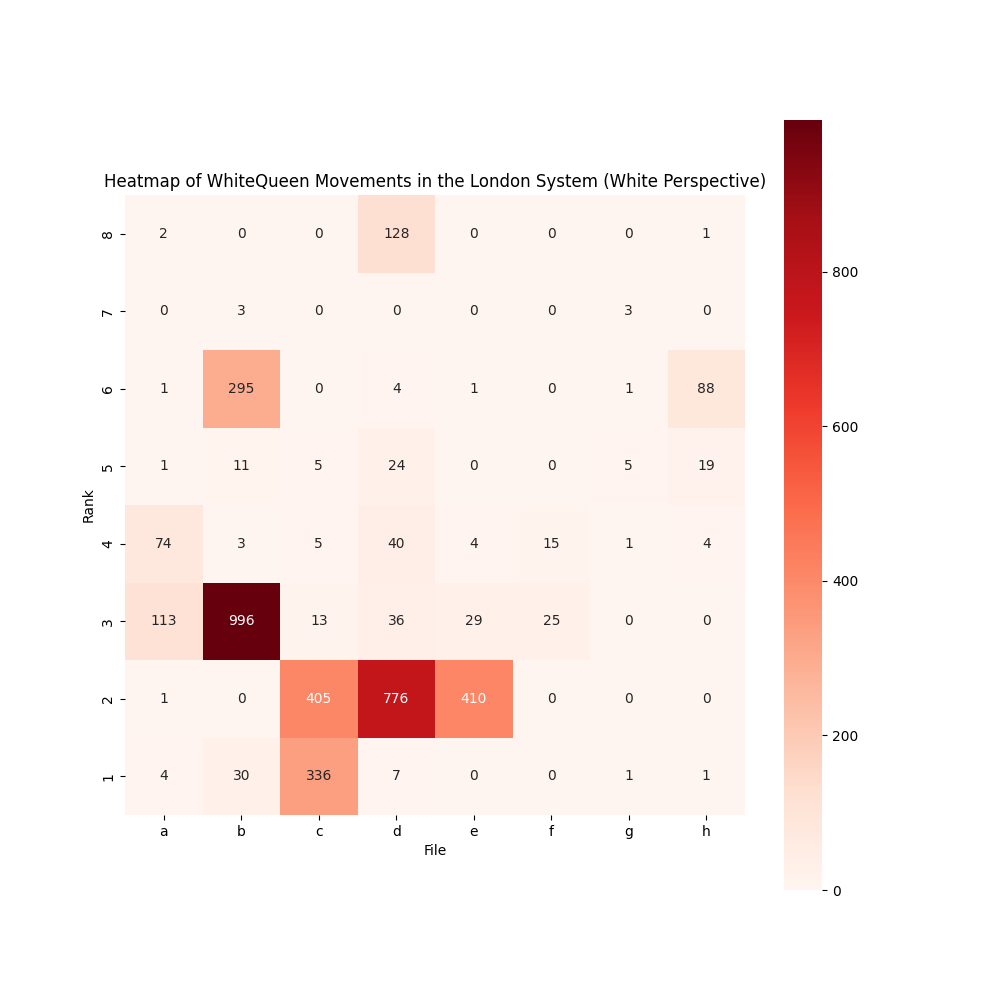 Heatmap of WhiteQueen Movements in the London System (White Perspective)
8 2 0 0 128 0 0 0 1
7 0 3 0 0 0 0 3 0
6 1 295 0 4 1 0 1 88
5 1 11 5 24 0 0 5 19
4 74 3 5 40 4 15 1 4
3 113 996 13 36 29 25 0 0
2 1 0 405 776 410 0 0 0
1 4 30 336 7 0 0 1 1
a b c d e f g h
File
Rank
800
600
400
200
0